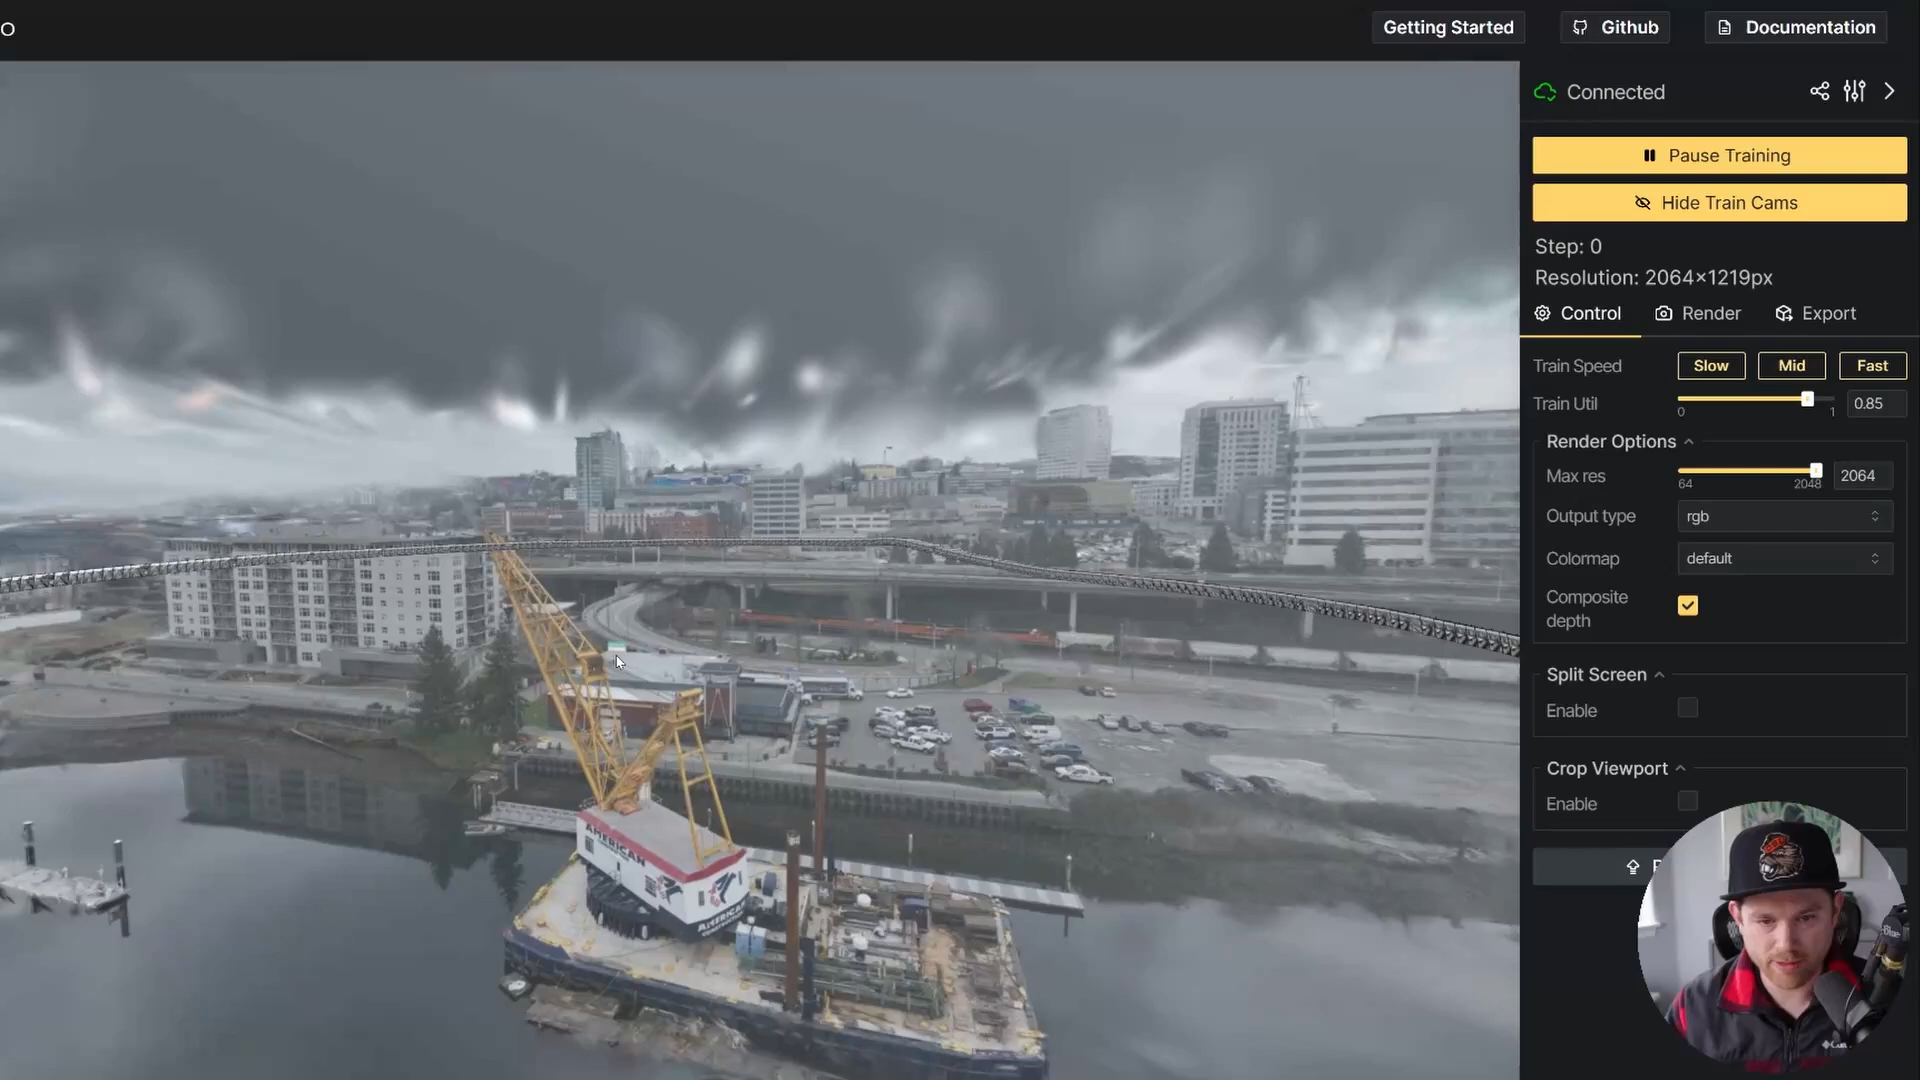 O
Getting Started
Github
Documentation
Connected
Pause Training
Hide Train Cams
Step: 0
Resolution: 2064×1219px
Control
Render
Export
Train Speed
Slow
Mid
Fast
Train Util
0
1
0.85
Render Options
Max res
64
2048
2064
Output type
rgb
Colormap
default
Composite
depth
Split Screen
Enable
Crop Viewport
Enable
AMERICAN
AMERICAN